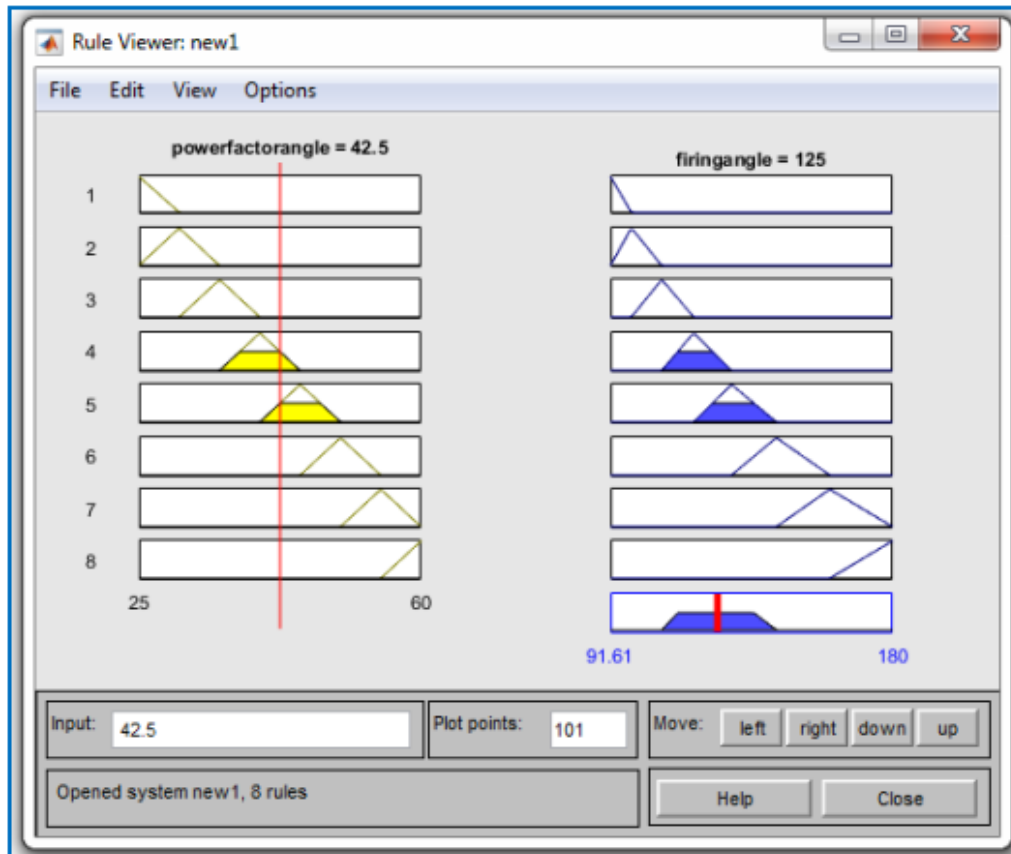 Rule Viewer: new1
File Edit View Options
powerfactorangle = 42.5
firingangle = 125
1
2
3
4
5
6
7
8
25 60
91.61 180
Input: 42.5
Plot points: 101
Move: left right down up
Opened system new1, 8 rules
Help Close